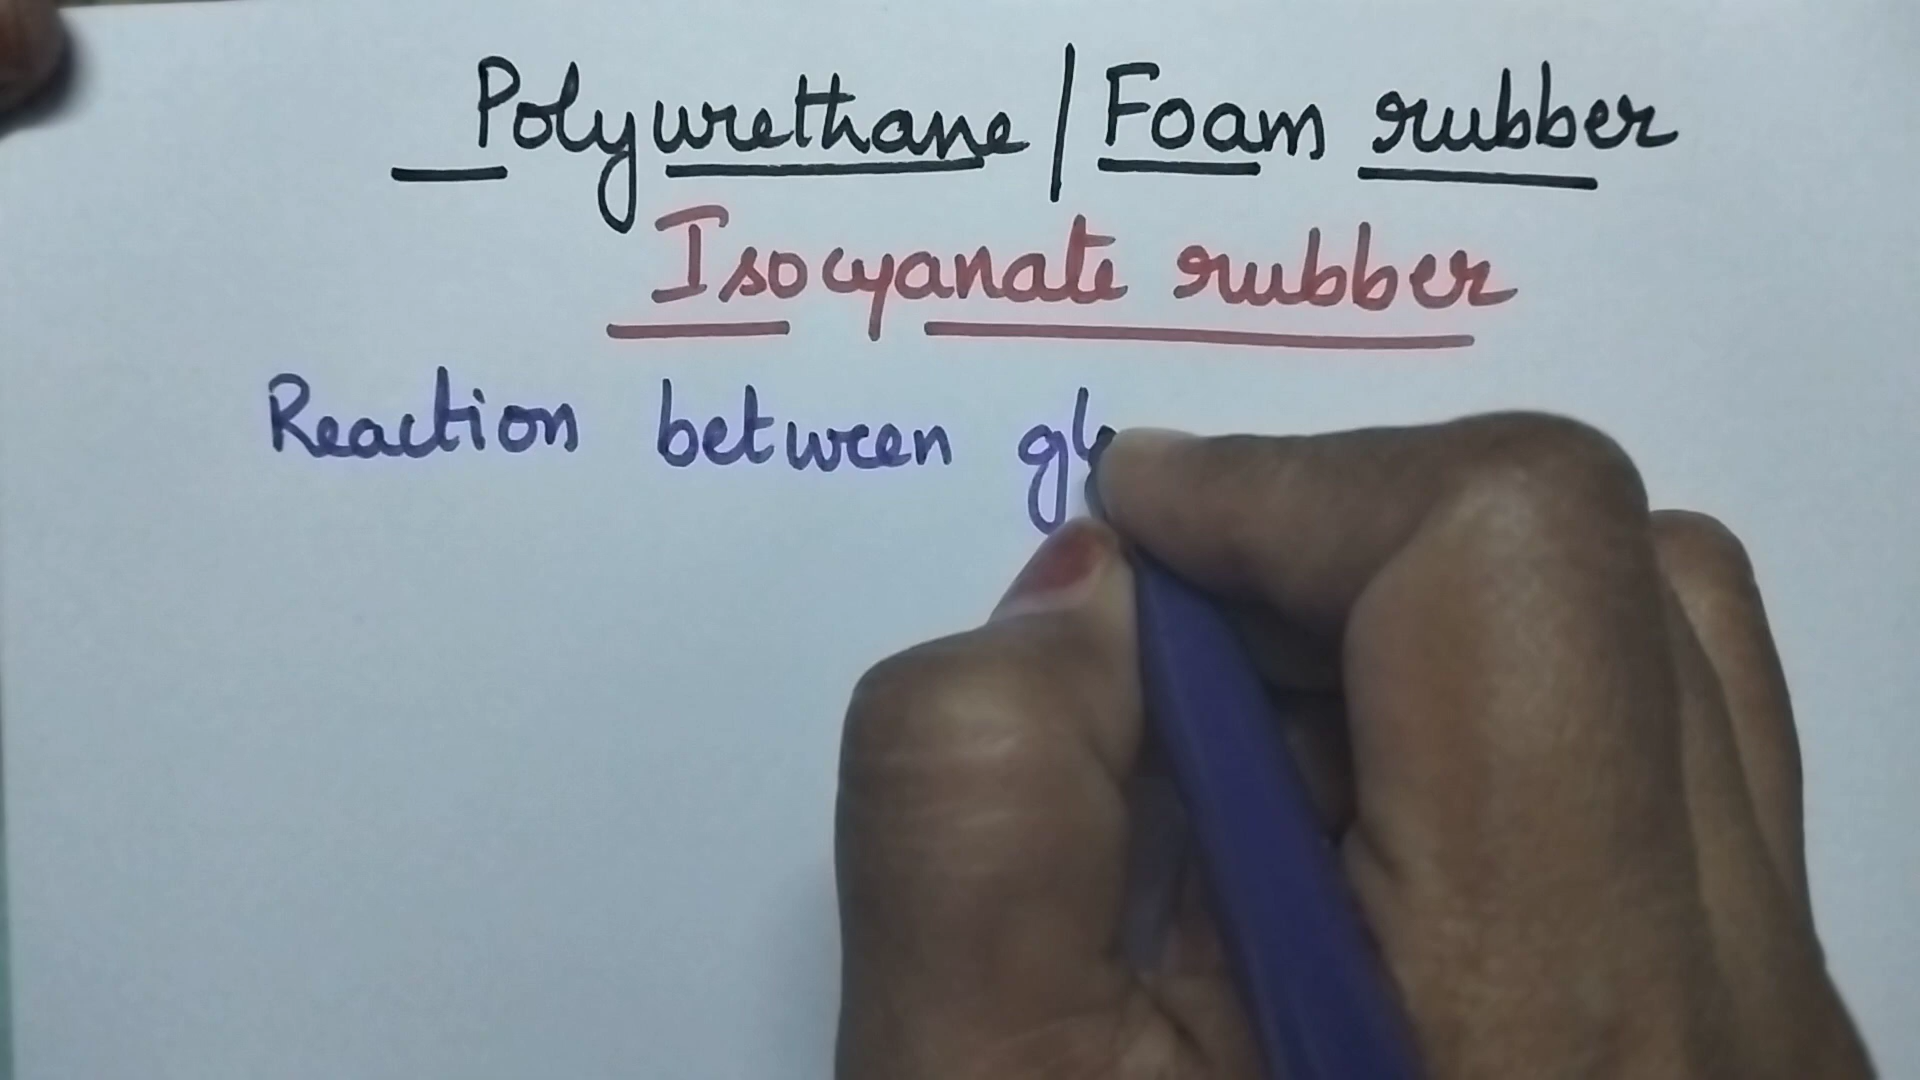 Polyurethane/Foam rubber
Isocyanate rubber
Reaction between